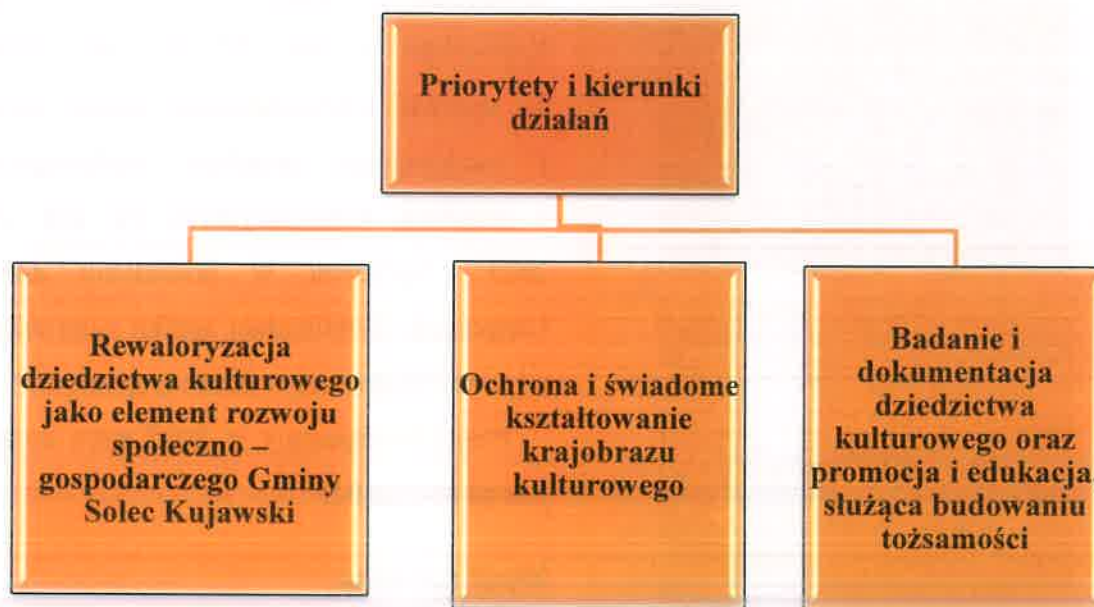 Priorytety i kierunki
działań
Rewaloryzacja
dziedzictwa kulturowego
jako element rozwoju
społeczno –
gospodarczego Gminy
Solec Kujawski
Ochrona i świadome
kształtowanie
krajobrazu
kulturowego
Badanie i
dokumentacja
dziedzictwa
kulturowego oraz
promocja i edukacja
służąca budowaniu
tożsamości